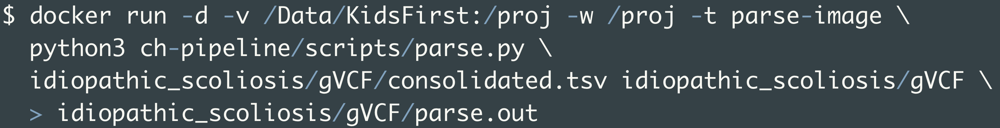 $ docker run -d -v /Data/KidsFirst:/proj -w /proj -t parse-image \
python3 ch-pipeline/scripts/parse.py \
idiopathic_scoliosis/gVCF/consolidated.tsv idiopathic_scoliosis/gVCF \
> idiopathic_scoliosis/gVCF/parse.out